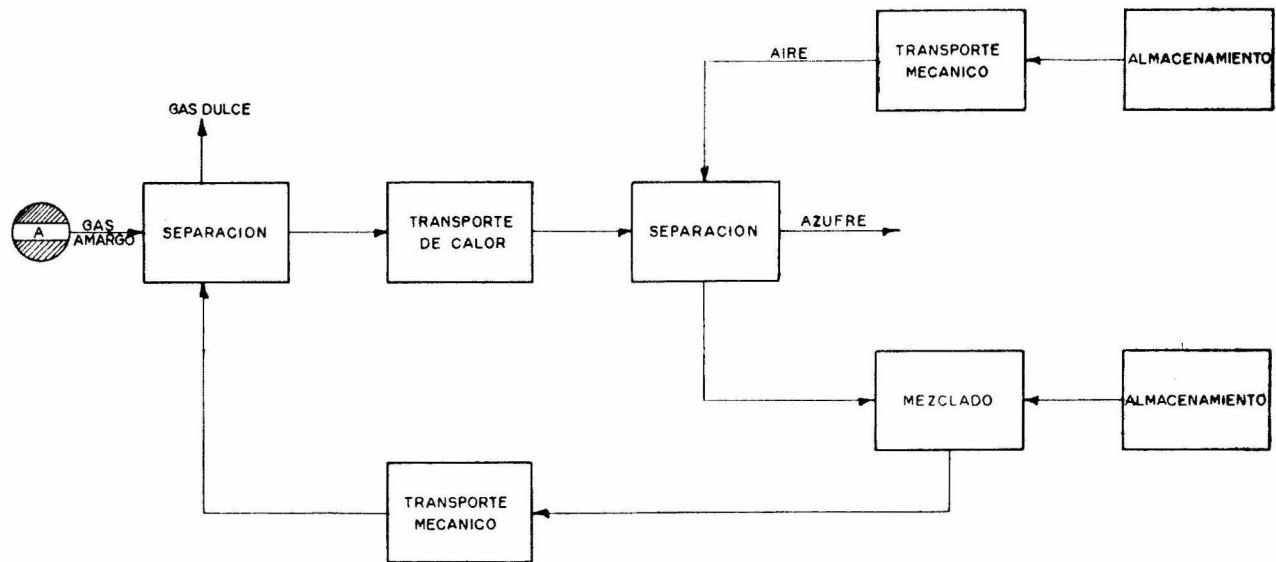 AIRE
TRANSPORTE
MECANICO
ALMACENAMIENTO
GAS DULCE
A
GAS
AMARGO
SEPARACION
TRANSPORTE
DE CALOR
SEPARACION
AZUFRE
MEZCLADO
ALMACENAMIENTO
TRANSPORTE
MECANICO